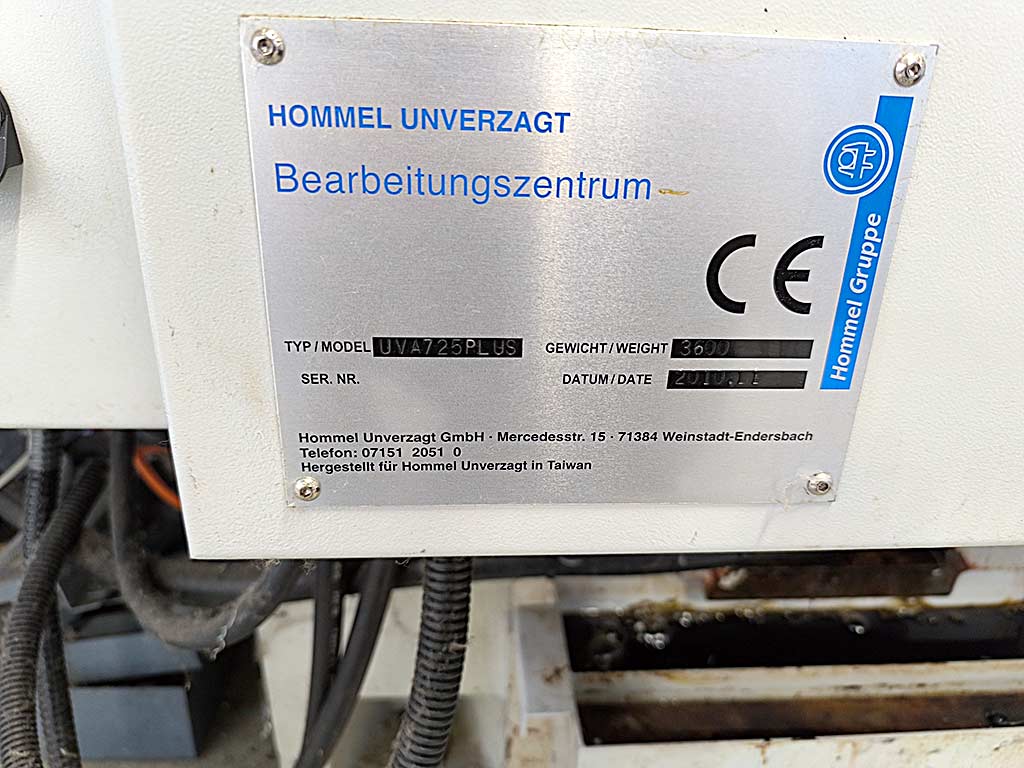 HOMMEL UNVERZAGT
Bearbeitungszentrum
CE
Hommel Gruppe
TYP / MODEL UVA725PLUS GEWICHT / WEIGHT 3600
SER. NR. DATUM / DATE 2010.11
Hommel Unverzagt GmbH · Mercedesstr. 15 · 71384 Weinstadt-Endersbach
Telefon: 07151 2051 0
Hergestellt für Hommel Unverzagt in Taiwan